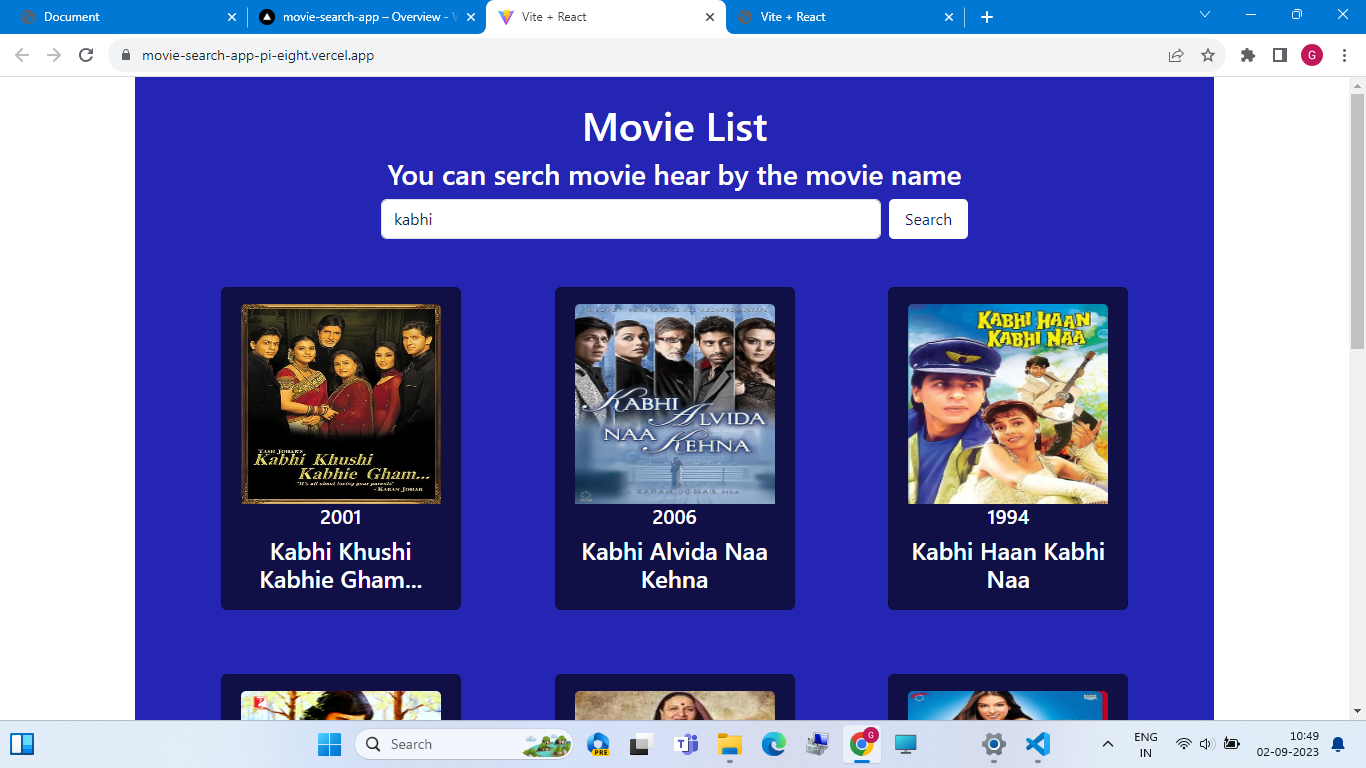 Document
movie-search-app – Overview -
Vite + React
Vite + React
movie-search-app-pi-eight.vercel.app
G
Movie List
You can serch movie hear by the movie name
kabhi
Search
YASH JOHAR'S
Kabhi Khushi
Kabhie Gham...
"It's all about loving your parents"
- KARAN JOHAR
2001
Kabhi Khushi
Kabhie Gham...
KABHI
ALVIDA
NAA KEHNA
2006
Kabhi Alvida Naa
Kehna
KABHI HAAN
KABHI NAA
1994
Kabhi Haan Kabhi
Naa
Search
PRE
G
ENG
IN
10:49
02-09-2023